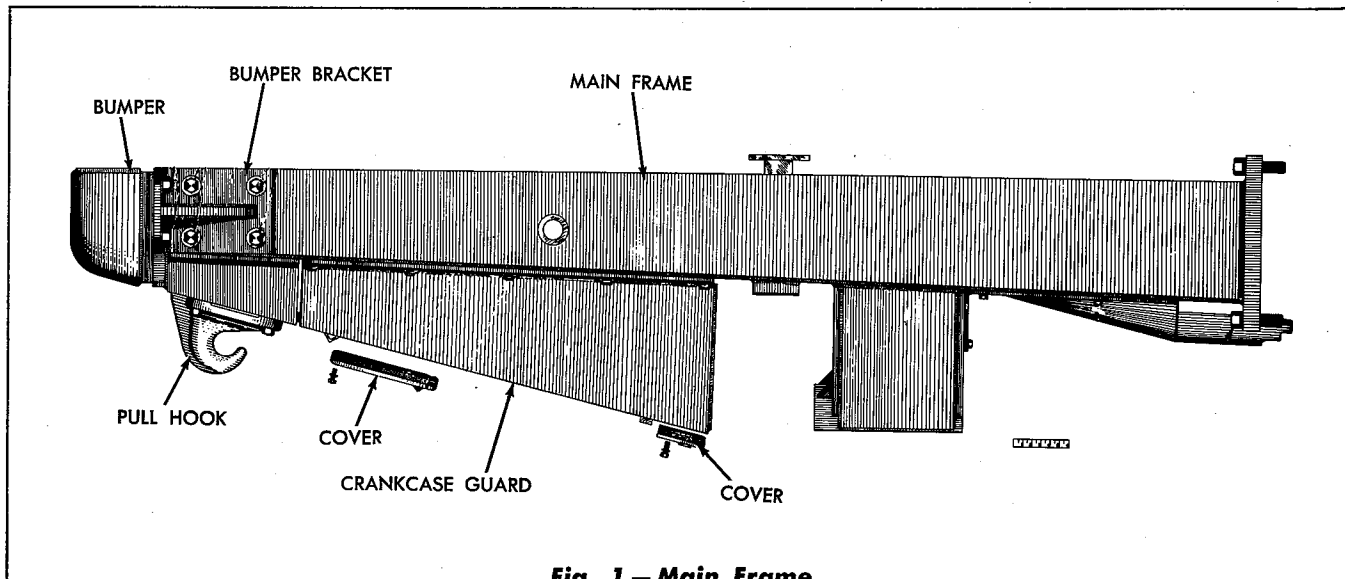 BUMPER BRACKET
MAIN FRAME
BUMPER
PULL HOOK
COVER
CRANKCASE GUARD
COVER
Fig. 1 — Main Frame